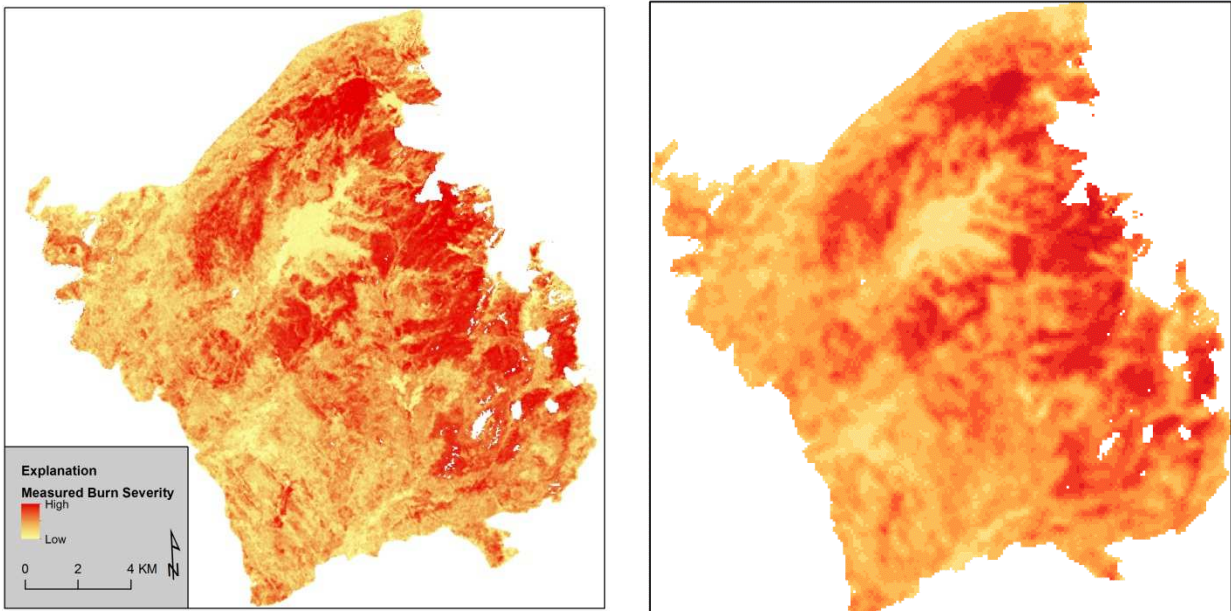 Explanation
Measured Burn Severity
High
Low
0 2 4 KM
N